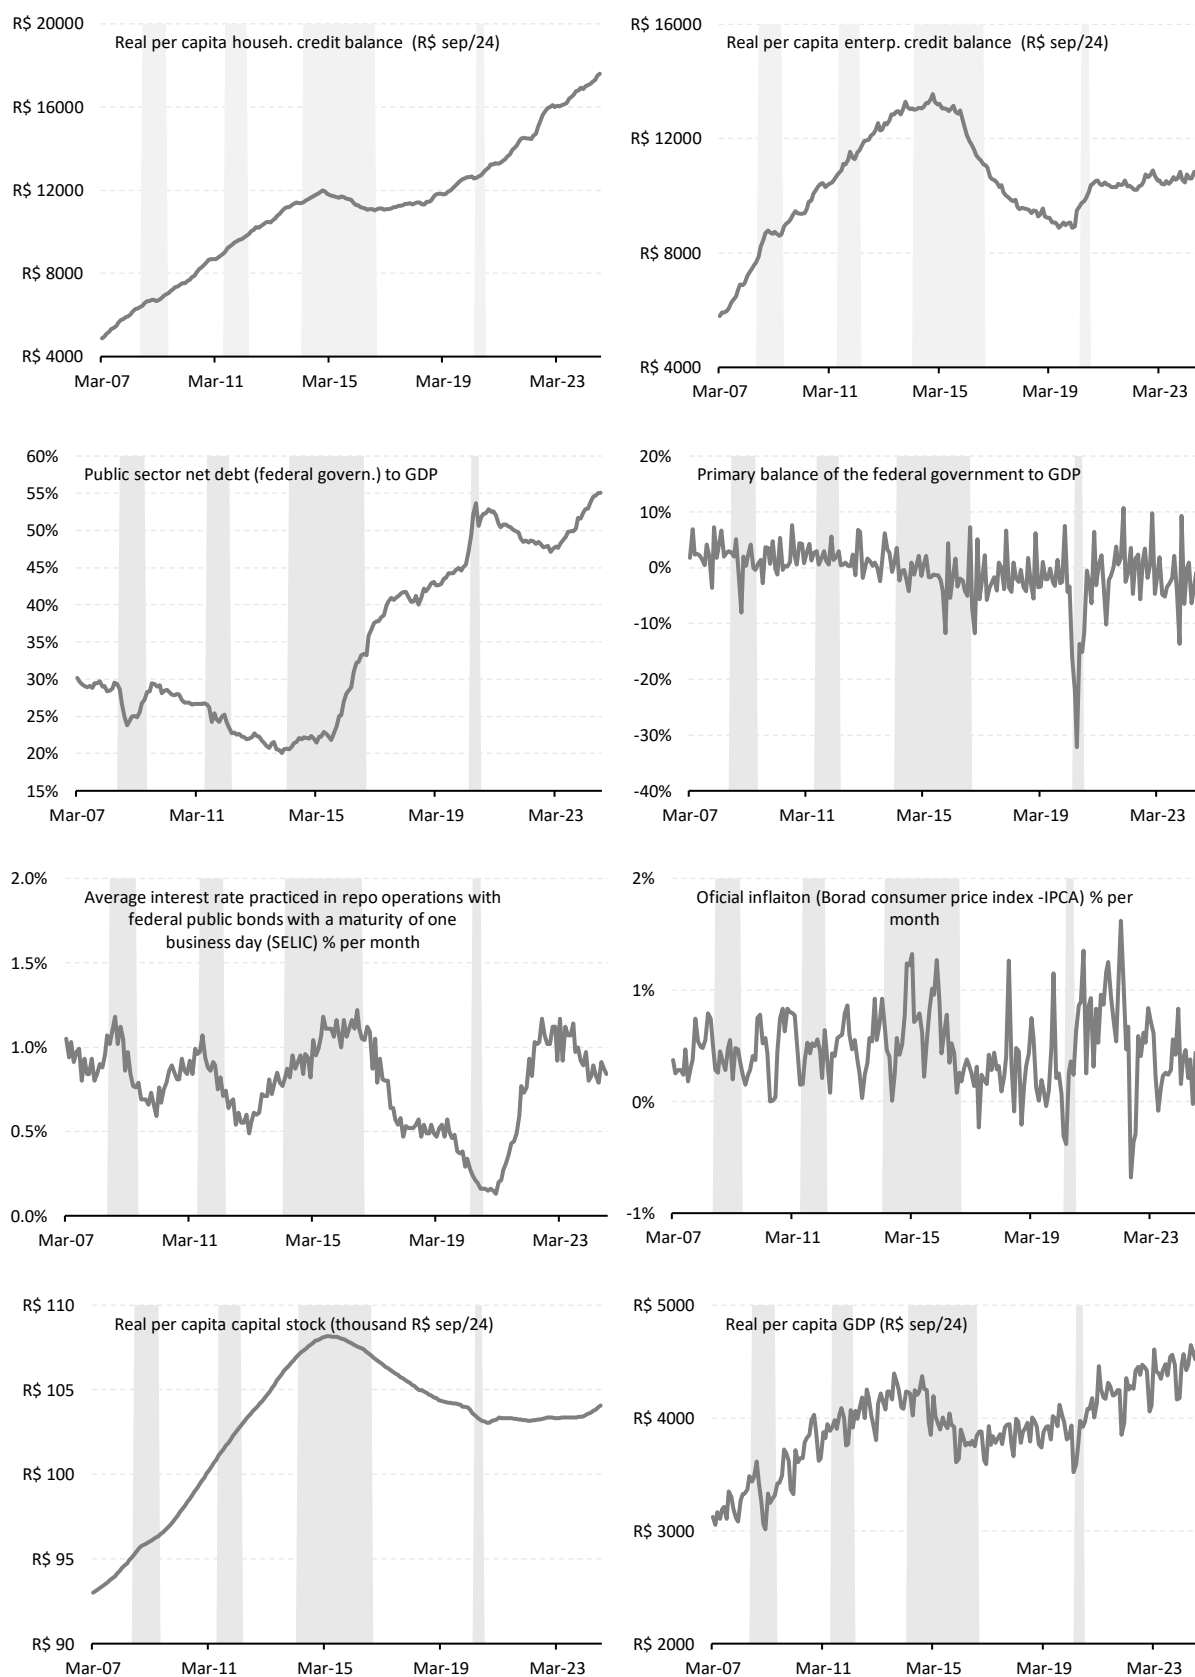 Real per capita househ. credit balance (R$ sep/24)
R$ 20000
R$ 16000
R$ 12000
R$ 8000
R$ 4000
Mar-07 Mar-11 Mar-15 Mar-19 Mar-23
Real per capita enterp. credit balance (R$ sep/24)
R$ 16000
R$ 12000
R$ 8000
R$ 4000
Mar-07 Mar-11 Mar-15 Mar-19 Mar-23
Public sector net debt (federal govern.) to GDP
60%
55%
50%
45%
40%
35%
30%
25%
20%
15%
Mar-07 Mar-11 Mar-15 Mar-19 Mar-23
Primary balance of the federal government to GDP
20%
10%
0%
-10%
-20%
-30%
-40%
Mar-07 Mar-11 Mar-15 Mar-19 Mar-23
Average interest rate practiced in repo operations with
federal public bonds with a maturity of one
business day (SELIC) % per month
2.0%
1.5%
1.0%
0.5%
0.0%
Mar-07 Mar-11 Mar-15 Mar-19 Mar-23
Oficial inflaiton (Borad consumer price index -IPCA) % per
month
2%
1%
0%
-1%
Mar-07 Mar-11 Mar-15 Mar-19 Mar-23
Real per capita capital stock (thousand R$ sep/24)
R$ 110
R$ 105
R$ 100
R$ 95
R$ 90
Mar-07 Mar-11 Mar-15 Mar-19 Mar-23
Real per capita GDP (R$ sep/24)
R$ 5000
R$ 4000
R$ 3000
R$ 2000
Mar-07 Mar-11 Mar-15 Mar-19 Mar-23